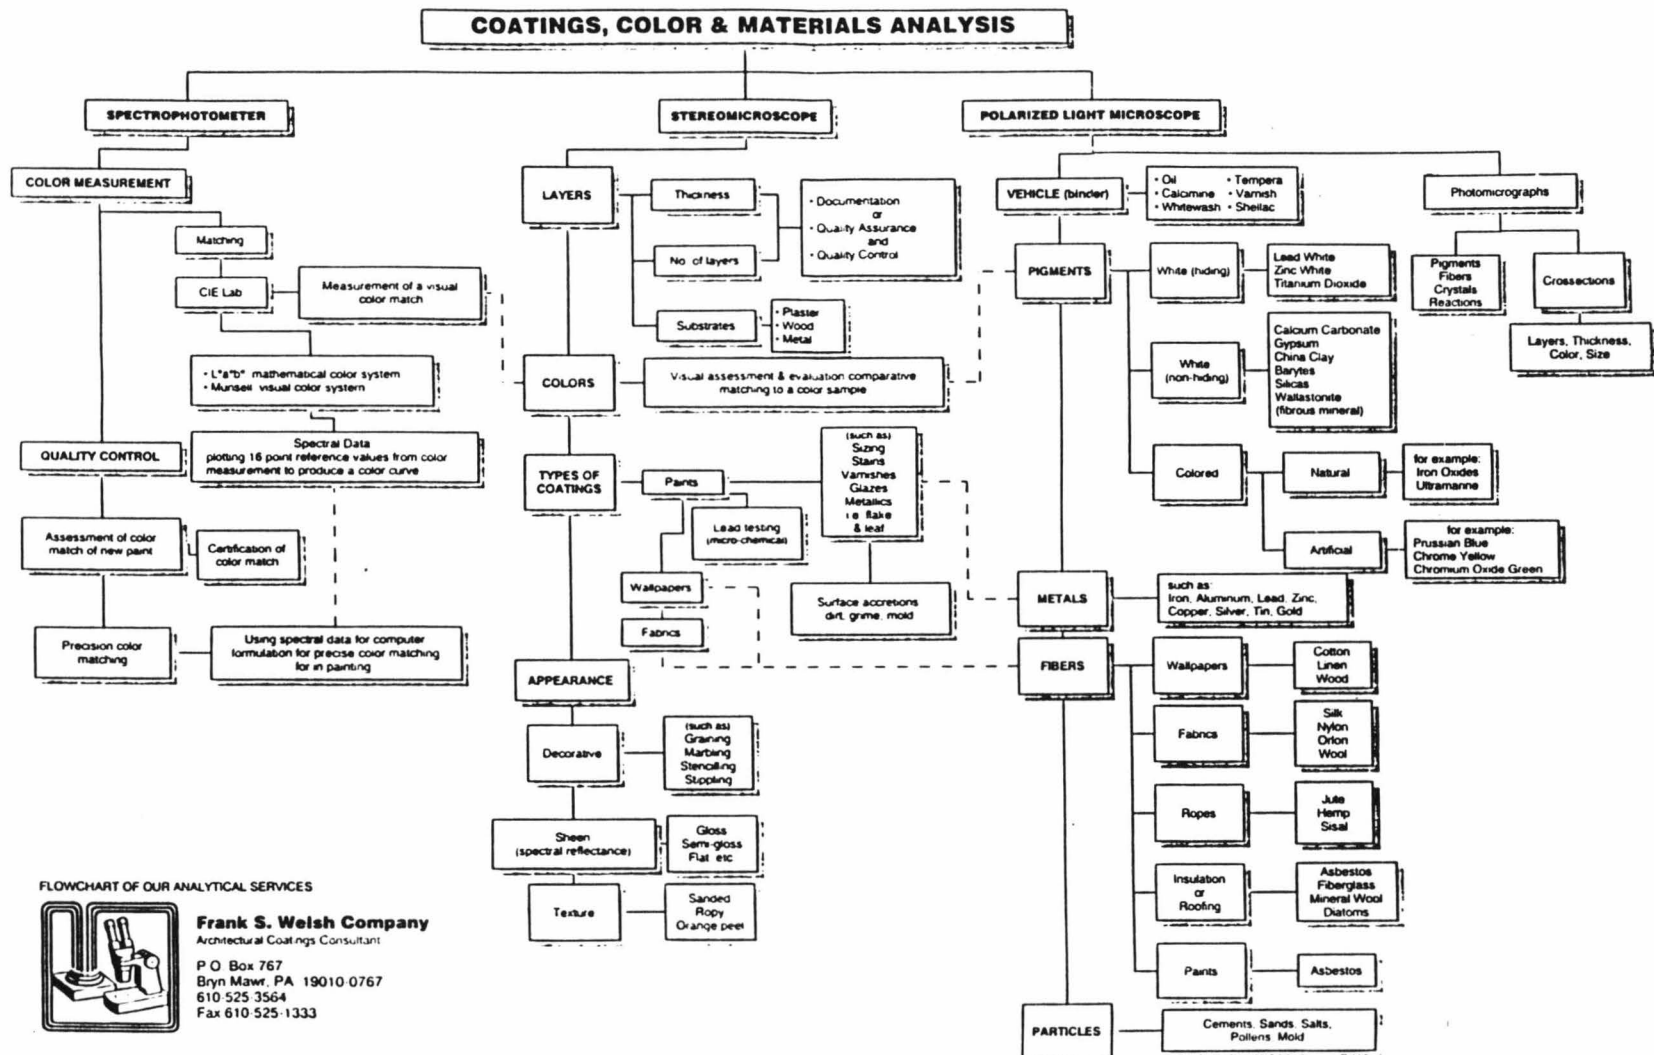 COATINGS, COLOR & MATERIALS ANALYSIS
SPECTROPHOTOMETER
COLOR MEASUREMENT
Matching
CIE Lab
Measurement of a visual
color match
• L*a*b* mathematical color system
• Munsell visual color system
QUALITY CONTROL
Spectral Data
plotting 16 point reference values from color
measurement to produce a color curve
Assessment of color
match of new paint
Certification of
color match
Precision color
matching
Using spectral data for computer
formulation for precise color matching
for in painting
STEREOMICROSCOPE
LAYERS
Thickness
No. of layers
• Documentation
or
• Quality Assurance
and
• Quality Control
Substrates
• Plaster
• Wood
• Metal
COLORS
Visual assessment & evaluation comparative
matching to a color sample
TYPES OF
COATINGS
Paints
(such as)
Sizing
Stains
Varnishes
Glazes
Metallics
i.e. flake
& leaf
Lead testing
(micro-chemical)
Wallpapers
Fabrics
Surface accretions
dirt, grime, mold
APPEARANCE
Decorative
(such as)
Graining
Marbling
Stencilling
Stippling
Sheen
(spectral reflectance)
Gloss
Semi-gloss
Flat etc
Texture
Sanded
Ropy
Orange peel
POLARIZED LIGHT MICROSCOPE
VEHICLE (binder)
• Oil • Tempera
• Calcimine • Varnish
• Whitewash • Shellac
Photomicrographs
Pigments
Fibers
Crystals
Reactions
Crossections
Layers, Thickness,
Color, Size
PIGMENTS
White (hiding)
Lead White
Zinc White
Titanium Dioxide
White
(non-hiding)
Calcium Carbonate
Gypsum
China Clay
Barytes
Silicas
Wallastonite
(fibrous mineral)
Colored
Natural
for example:
Iron Oxides
Ultramarine
Artificial
for example:
Prussian Blue
Chrome Yellow
Chromium Oxide Green
METALS
such as:
Iron, Aluminum, Lead, Zinc,
Copper, Silver, Tin, Gold
FIBERS
Wallpapers
Cotton
Linen
Wood
Fabrics
Silk
Nylon
Orlon
Wool
Ropes
Jute
Hemp
Sisal
Insulation
or
Roofing
Asbestos
Fiberglass
Mineral Wool
Diatoms
Paints
Asbestos
PARTICLES
Cements, Sands, Salts,
Pollens, Mold
FLOWCHART OF OUR ANALYTICAL SERVICES
Frank S. Welsh Company
Architectural Coatings Consultant
P O Box 767
Bryn Mawr, PA 19010-0767
610-525-3564
Fax 610-525-1333